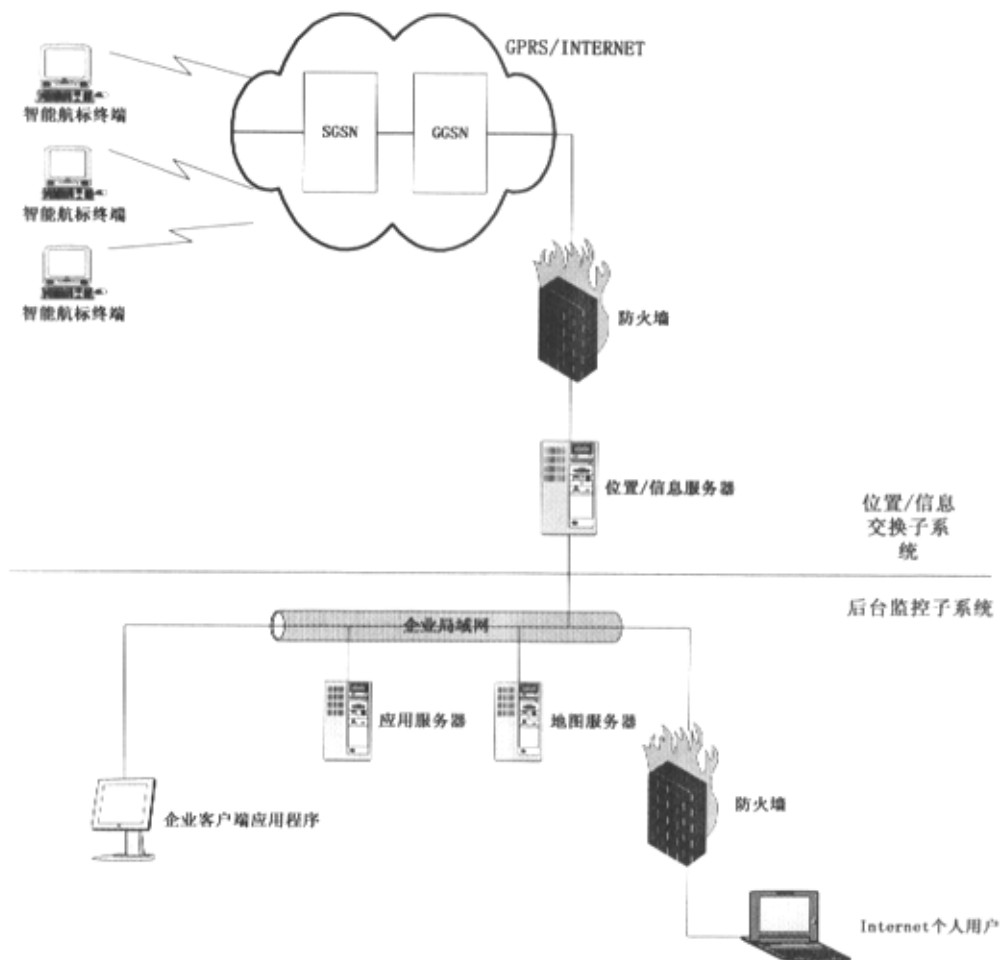 GPRS/INTERNET
智能航标终端
SGSN
GGSN
智能航标终端
智能航标终端
防火墙
位置/信息服务器
位置/信息
交换子系
统
后台监控子系统
企业局域网
应用服务器
地图服务器
企业客户端应用程序
防火墙
Internet个人用户